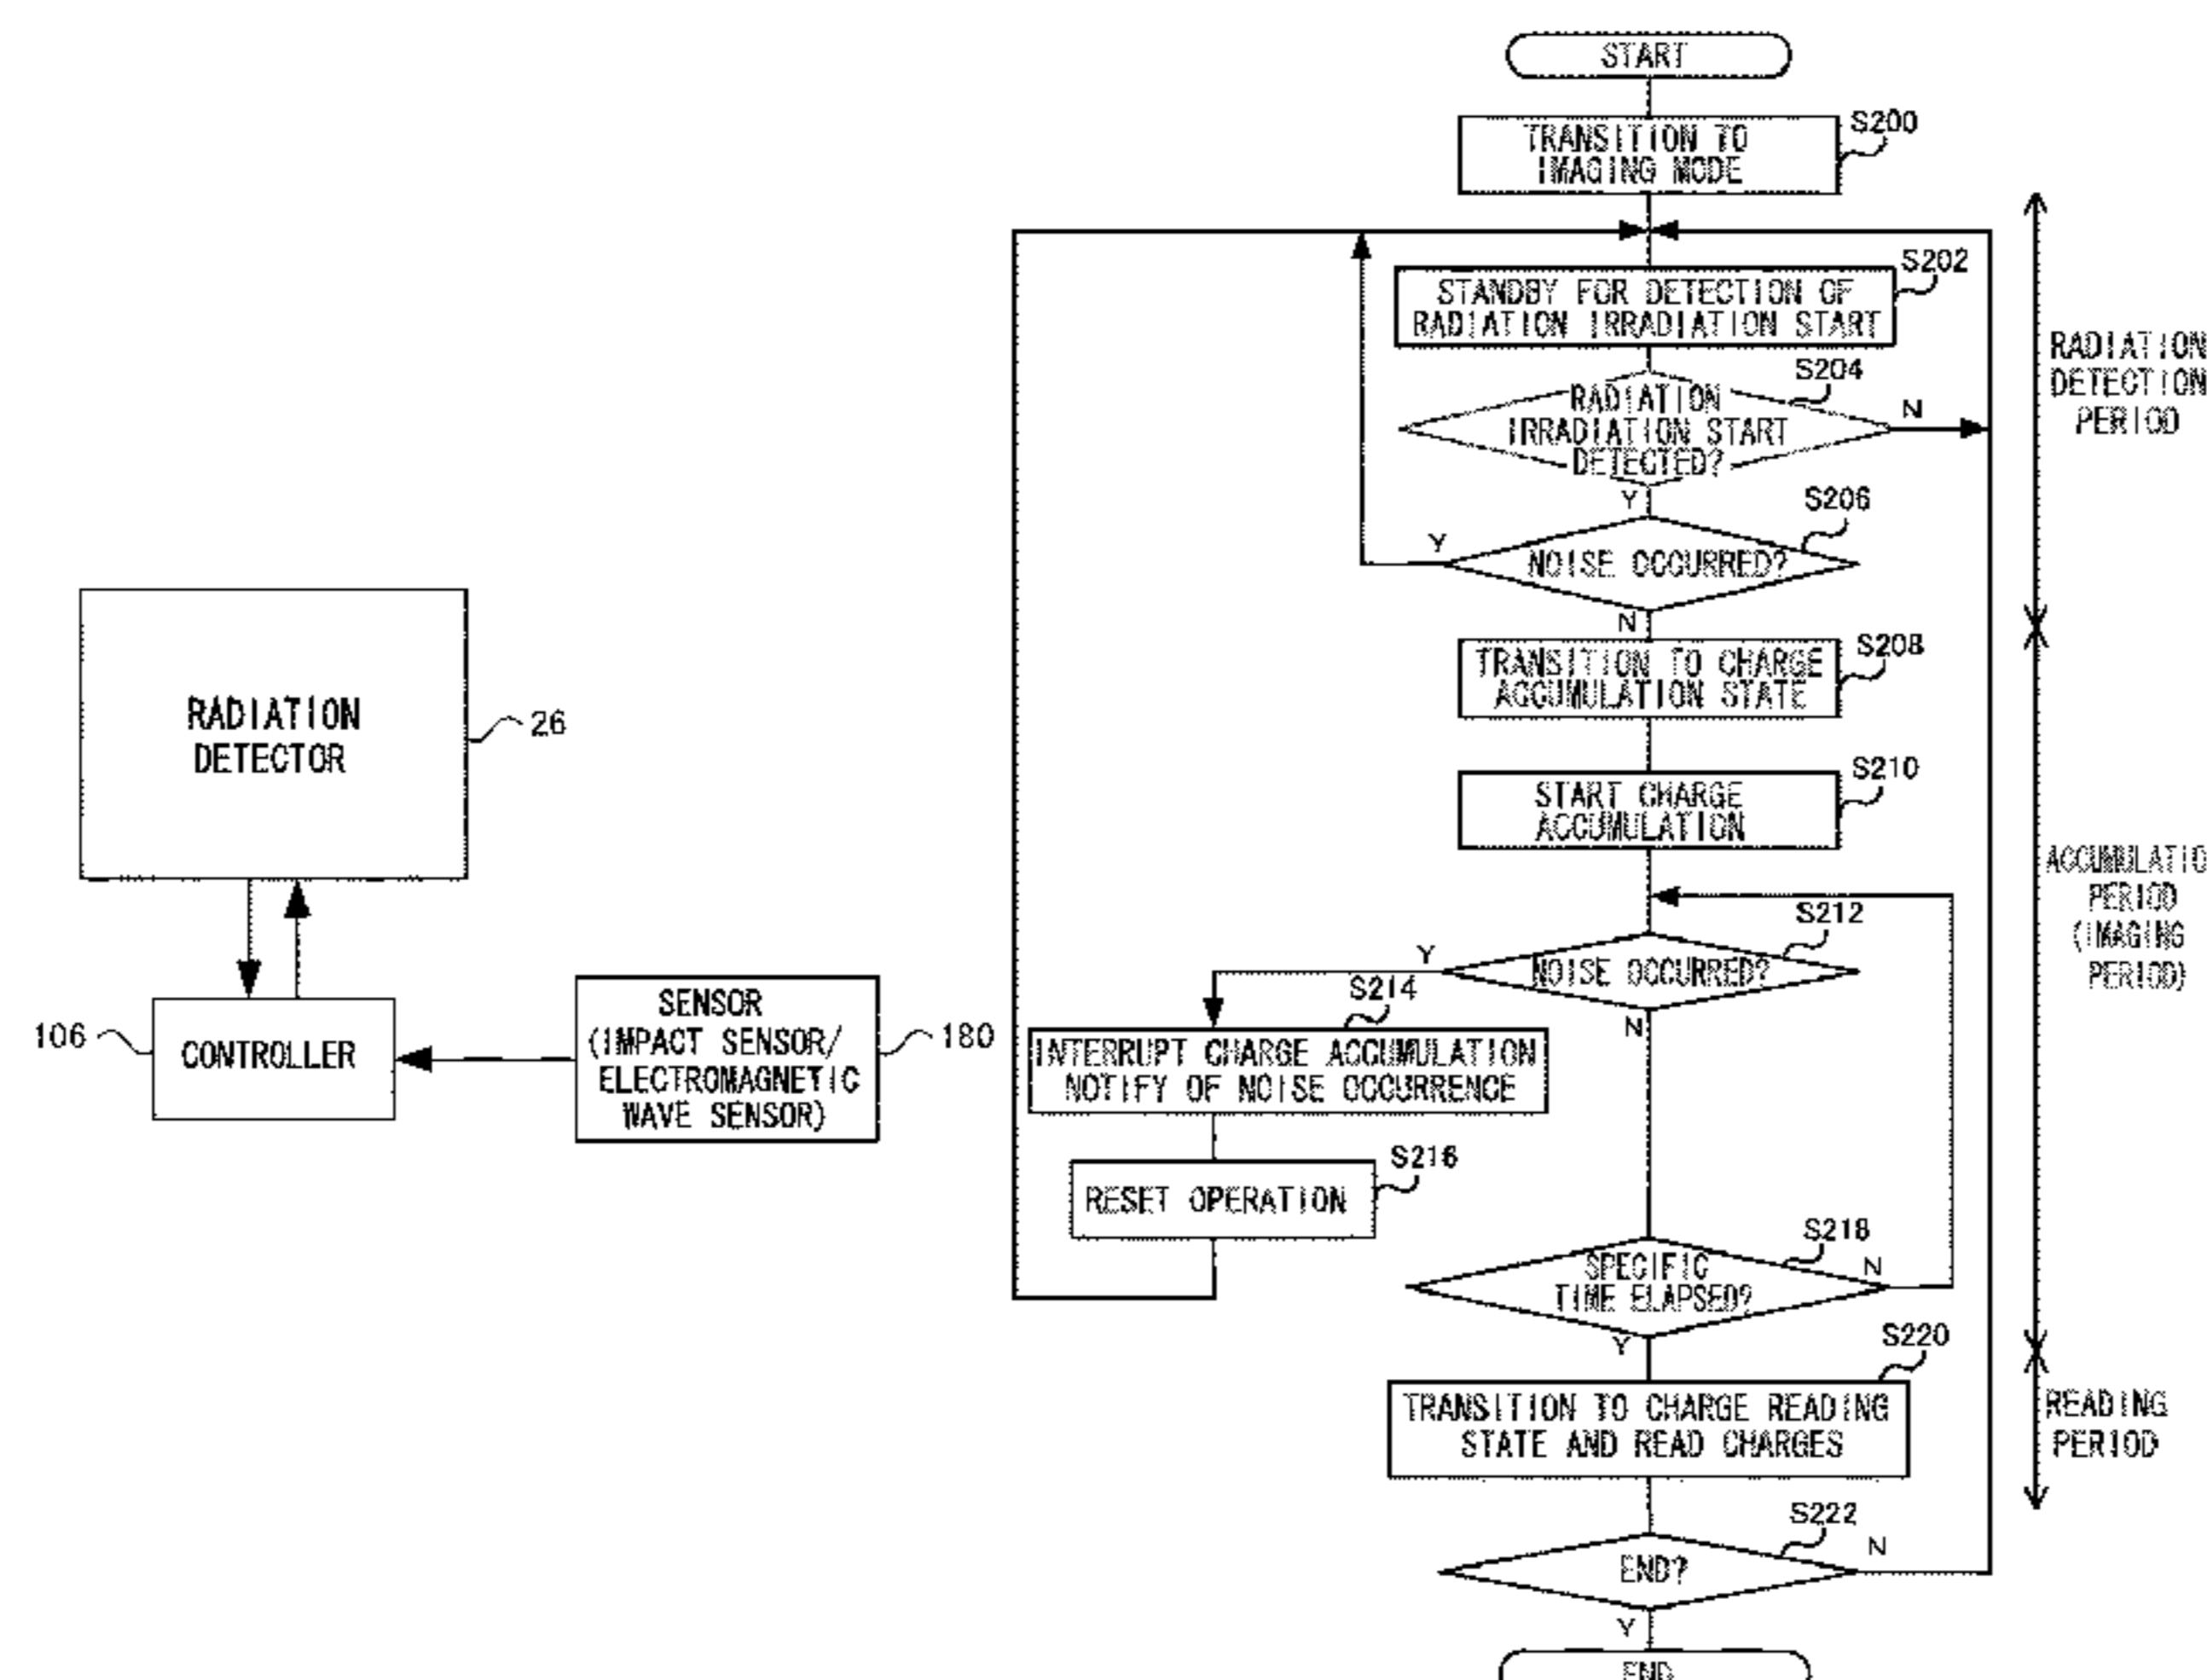 RADIATION
DETECTOR
26
106
CONTROLLER
SENSOR
(IMPACT SENSOR/
ELECTROMAGNETIC
WAVE SENSOR)
180
START
TRANSITION TO
IMAGING MODE
S200
STANDBY FOR DETECTION OF
RADIATION IRRADIATION START
S202
RADIATION
IRRADIATION START
DETECTED?
S204
N
Y
NOISE OCCURRED?
S206
Y
N
TRANSITION TO CHARGE
ACCUMULATION STATE
S208
START CHARGE
ACCUMULATION
S210
NOISE OCCURRED?
S212
Y
N
INTERRUPT CHARGE ACCUMULATION
NOTIFY OF NOISE OCCURRENCE
S214
RESET OPERATION
S216
SPECIFIC
TIME ELAPSED?
S218
N
Y
TRANSITION TO CHARGE READING
STATE AND READ CHARGES
S220
END?
S222
N
Y
END
RADIATION
DETECTION
PERIOD
ACCUMULATIO
PERIOD
(IMAGING
PERIOD)
READING
PERIOD